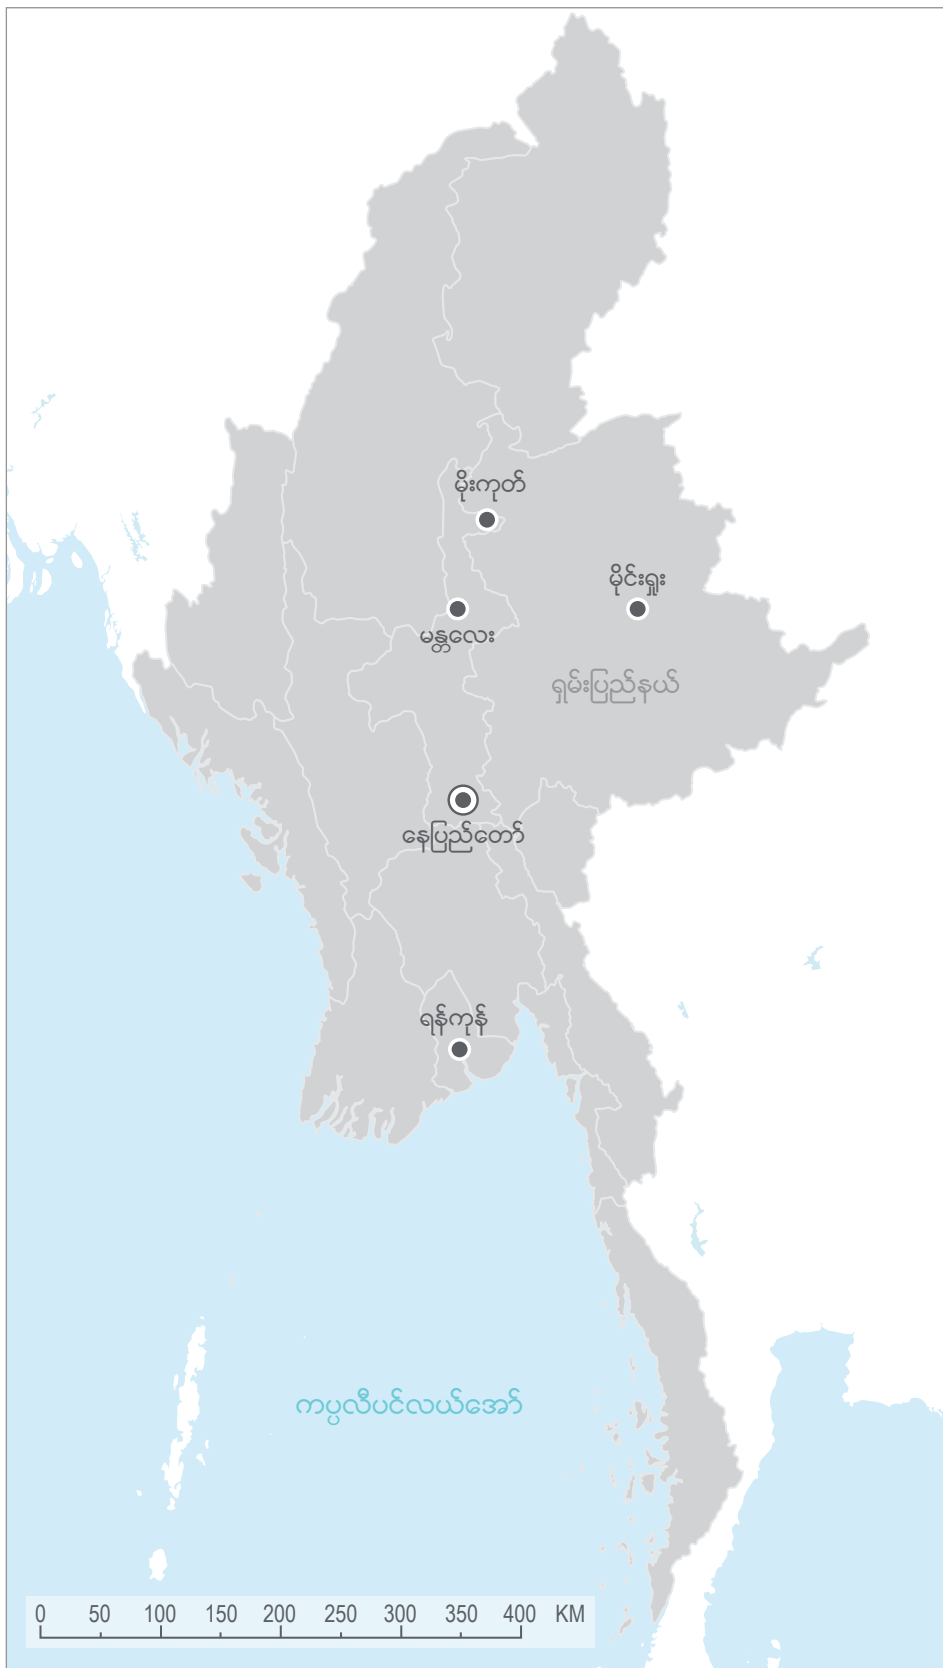 မိုးကုတ်
မိုင်းရှူး
မန္တလေး
ရှမ်းပြည်နယ်
နေပြည်တော်
ရန်ကုန်
ကပ္ပလီပင်လယ်အော်
0 50 100 150 200 250 300 350 400 KM